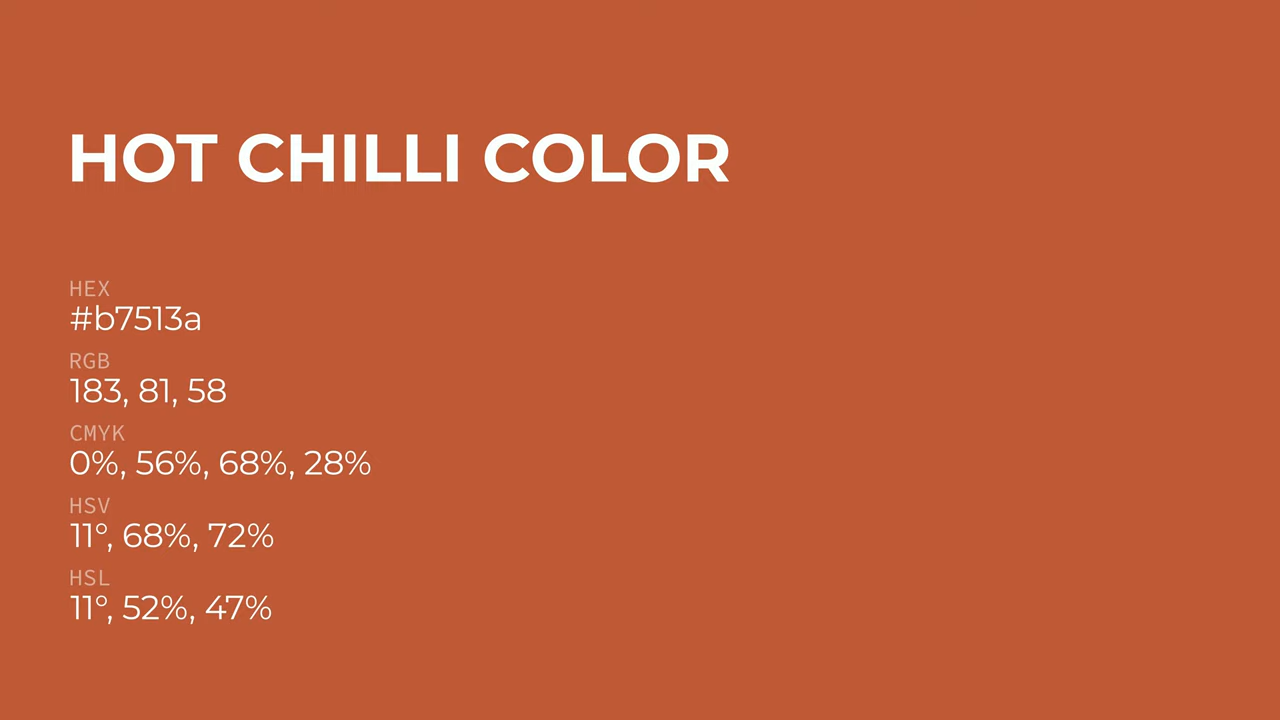 HOT CHILLI COLOR
HEX
#b7513a
RGB
183, 81, 58
CMYK
0%, 56%, 68%, 28%
HSV
11°, 68%, 72%
HSL
11°, 52%, 47%